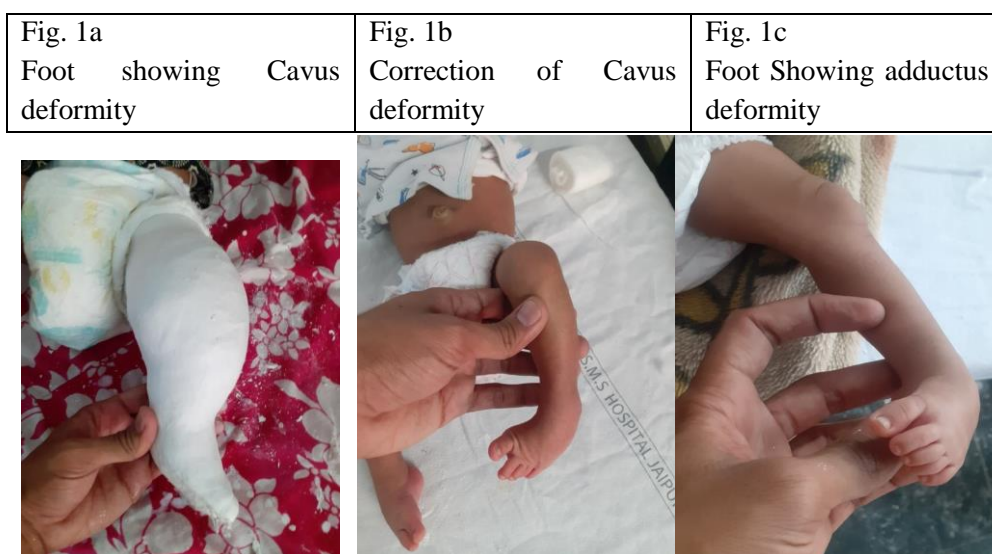 Fig. 1a
Foot showing Cavus
deformity
Fig. 1b
Correction of Cavus
deformity
Fig. 1c
Foot Showing adductus
deformity
S.M.S HOSPITAL JAIPU